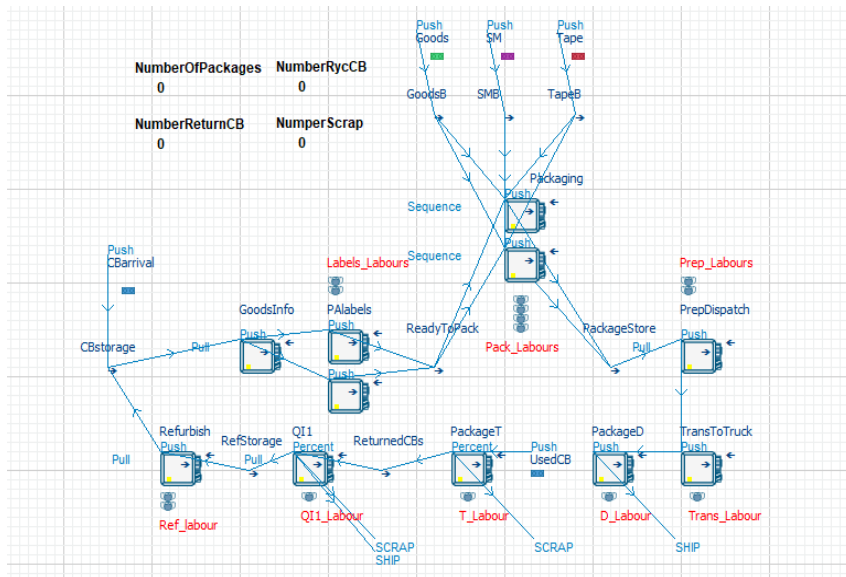 Push Push Push
Goods SM Tape
NumberOfPackages NumberRycCB
0 0
GoodsB SMB TapeB
NumberReturnCB NumperScrap
0 0
Packaging
Push
Sequence
Push
Sequence
Push
CBarrival
Labels_Labours Prep_Labours
GoodsInfo PAlabels PrepDispatch
Push Push ReadyToPack PackageStore Push
CBstorage Pull Pack_Labours Pull
Push
Refurbish RefStorage QI1 ReturnedCBs PackageT PackageD TransToTruck
Push Percent Percent Push Push Push
Pull Pull UsedCB
Ref_labour QI1_Labour T_Labour D_Labour Trans_Labour
SCRAP SCRAP SHIP
SHIP